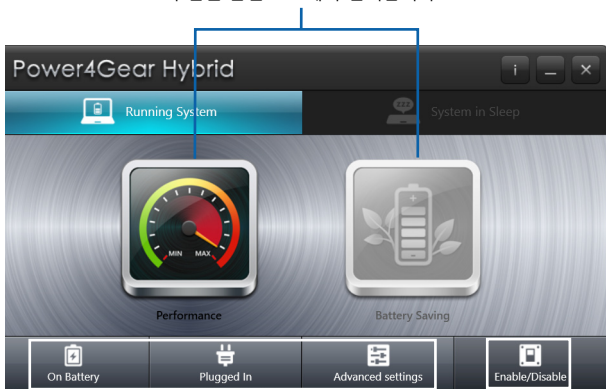 Power4Gear Hybrid
Running System
zzz
System in Sleep
MIN MAX
Performance
Battery Saving
On Battery
Plugged In
Advanced settings
Enable/Disable